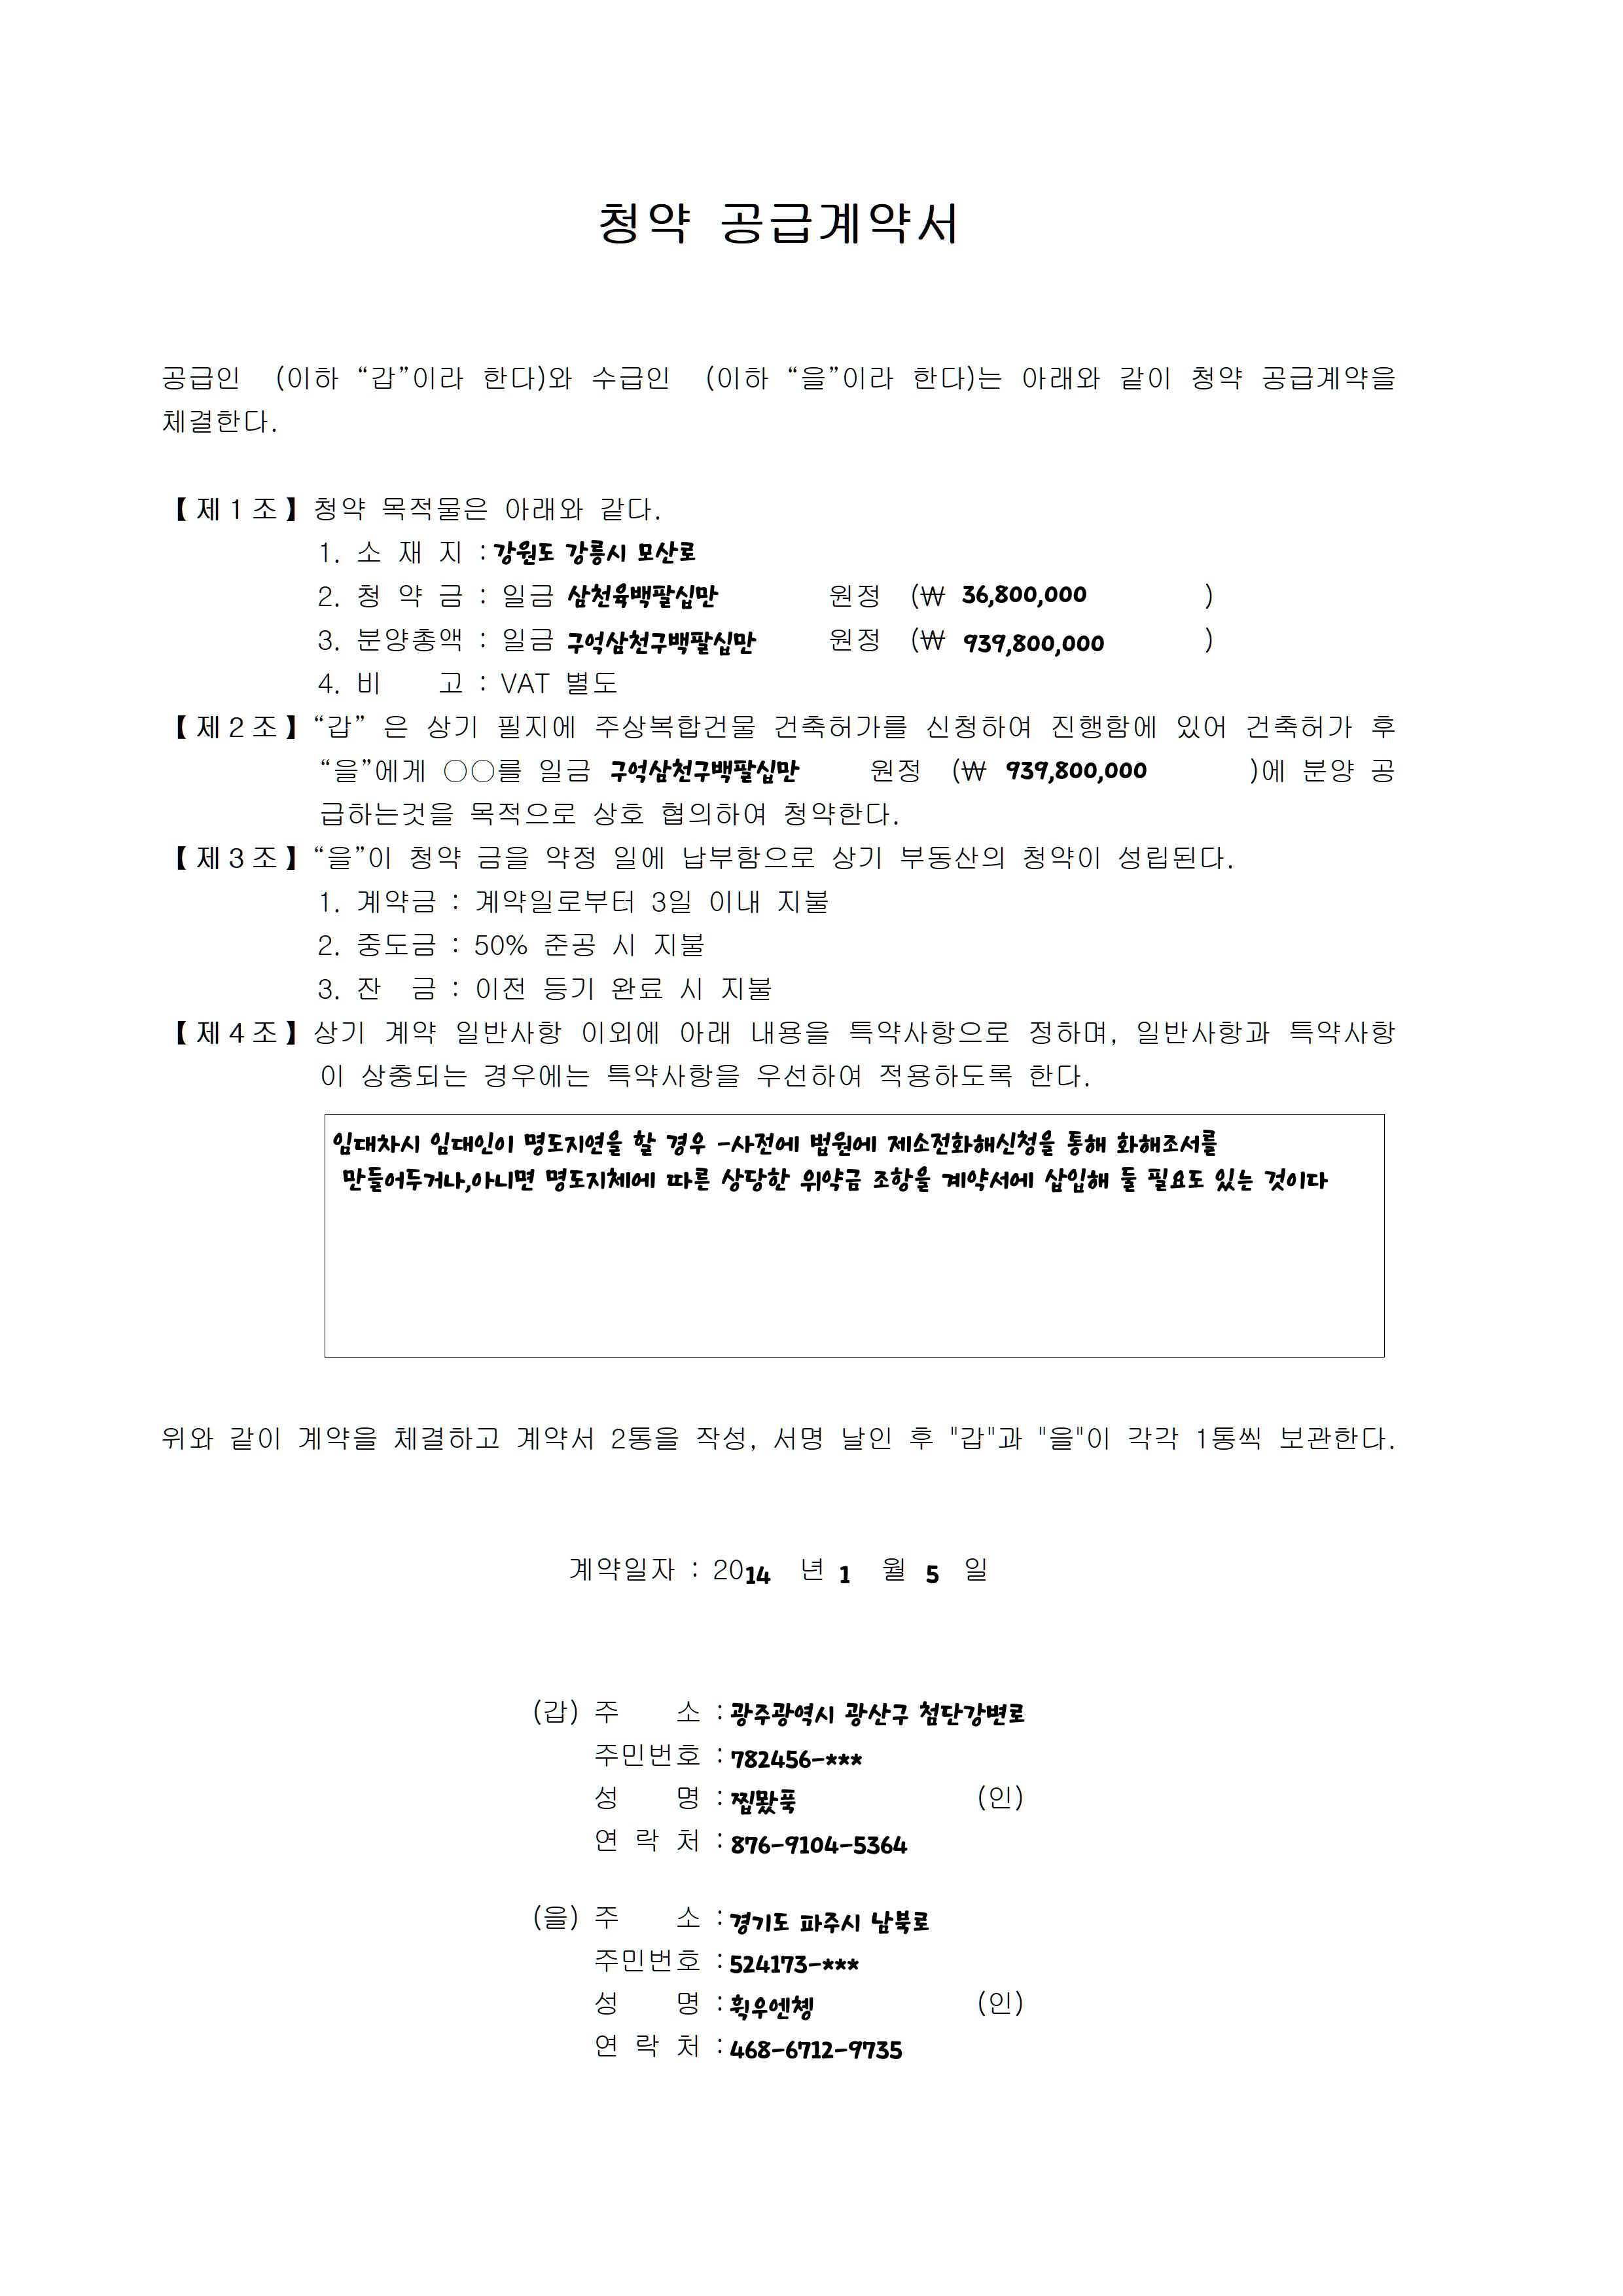 청약 공급계약서
공급인 (이하 “갑”이라 한다)와 수급인 (이하 “을”이라 한다)는 아래와 같이 청약 공급계약을
체결한다.
【제1조】청약 목적물은 아래와 같다.
1. 소 재 지 : 강원도 강릉시 모산로
2. 청 약 금 : 일금 삼천육백팔십만 원정 (₩ 36,800,000 )
3. 분양총액 : 일금 구억삼천구백팔십만 원정 (₩ 939,800,000 )
4. 비 고 : VAT 별도
【제2조】“갑” 은 상기 필지에 주상복합건물 건축허가를 신청하여 진행함에 있어 건축허가 후
“을”에게 ○○를 일금 구억삼천구백팔십만 원정 (₩ 939,800,000 )에 분양 공
급하는것을 목적으로 상호 협의하여 청약한다.
【제3조】“을”이 청약 금을 약정 일에 납부함으로 상기 부동산의 청약이 성립된다.
1. 계약금 : 계약일로부터 3일 이내 지불
2. 중도금 : 50% 준공 시 지불
3. 잔 금 : 이전 등기 완료 시 지불
【제4조】상기 계약 일반사항 이외에 아래 내용을 특약사항으로 정하며, 일반사항과 특약사항
이 상충되는 경우에는 특약사항을 우선하여 적용하도록 한다.
임대차시 임대인이 명도지연을 할 경우 -사전에 법원에 제소전화해신청을 통해 화해조서를
만들어두거나,아니면 명도지체에 따른 상당한 위약금 조항을 계약서에 삽입해 둘 필요도 있는 것이다
위와 같이 계약을 체결하고 계약서 2통을 작성, 서명 날인 후 "갑"과 "을"이 각각 1통씩 보관한다.
계약일자 : 2014 년 1 월 5 일
(갑) 주 소 : 광주광역시 광산구 첨단강변로
주민번호 : 782456-***
성 명 : 찝뫘푹 (인)
연 락 처 : 876-9104-5364
(을) 주 소 : 경기도 파주시 남북로
주민번호 : 524173-***
성 명 : 훡우엔쳉 (인)
연 락 처 : 468-6712-9735